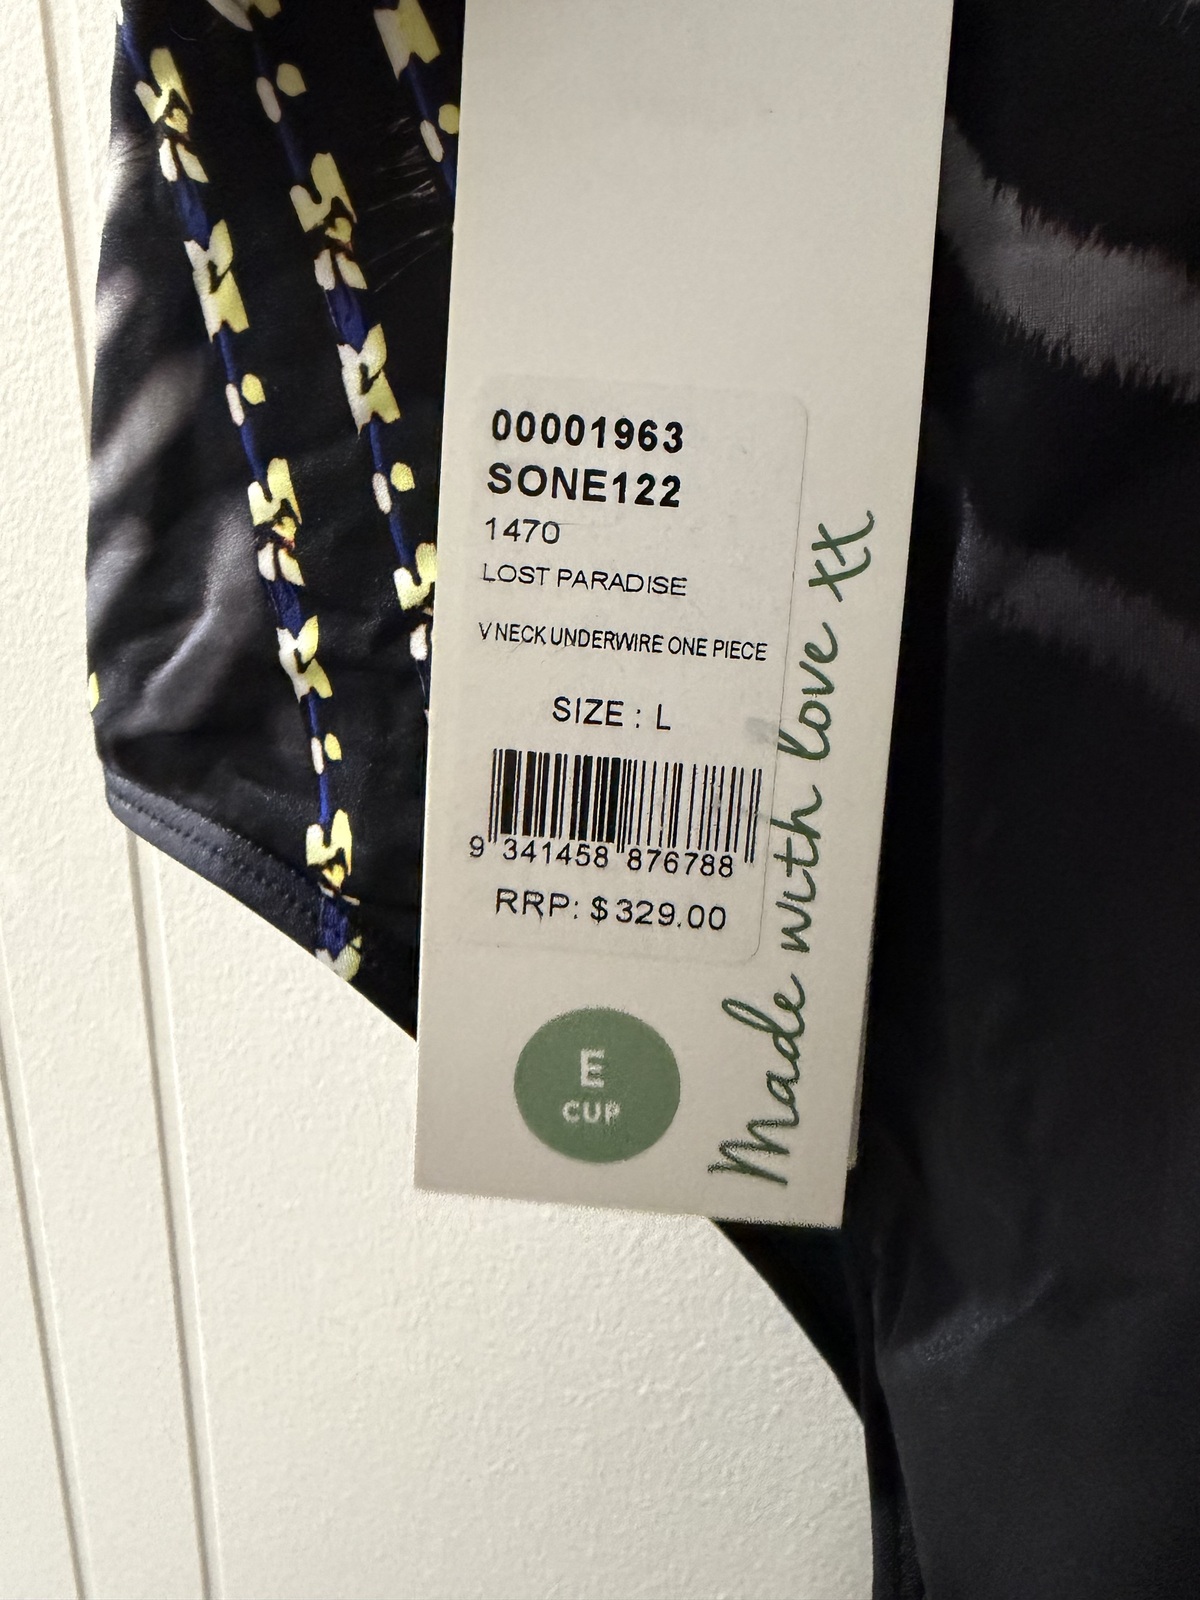 00001963
SONE122
1470
LOST PARADISE
V NECK UNDERWIRE ONE PIECE
SIZE : L
9 341458 876788
RRP: $329.00
E
CUP
Made with love xx